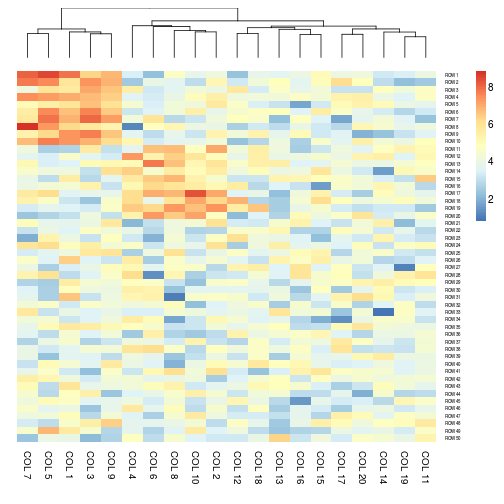 ROW 1
ROW 2
ROW 3
ROW 4
ROW 5
ROW 6
ROW 7
ROW 8
ROW 9
ROW 10
ROW 11
ROW 12
ROW 13
ROW 14
ROW 15
ROW 16
ROW 17
ROW 18
ROW 19
ROW 20
ROW 21
ROW 22
ROW 23
ROW 24
ROW 25
ROW 26
ROW 27
ROW 28
ROW 29
ROW 30
ROW 31
ROW 32
ROW 33
ROW 34
ROW 35
ROW 36
ROW 37
ROW 38
ROW 39
ROW 40
ROW 41
ROW 42
ROW 43
ROW 44
ROW 45
ROW 46
ROW 47
ROW 48
ROW 49
ROW 50
8
6
4
2
COL 7
COL 5
COL 1
COL 3
COL 9
COL 4
COL 6
COL 8
COL 10
COL 2
COL 12
COL 18
COL 13
COL 16
COL 15
COL 17
COL 20
COL 14
COL 19
COL 11